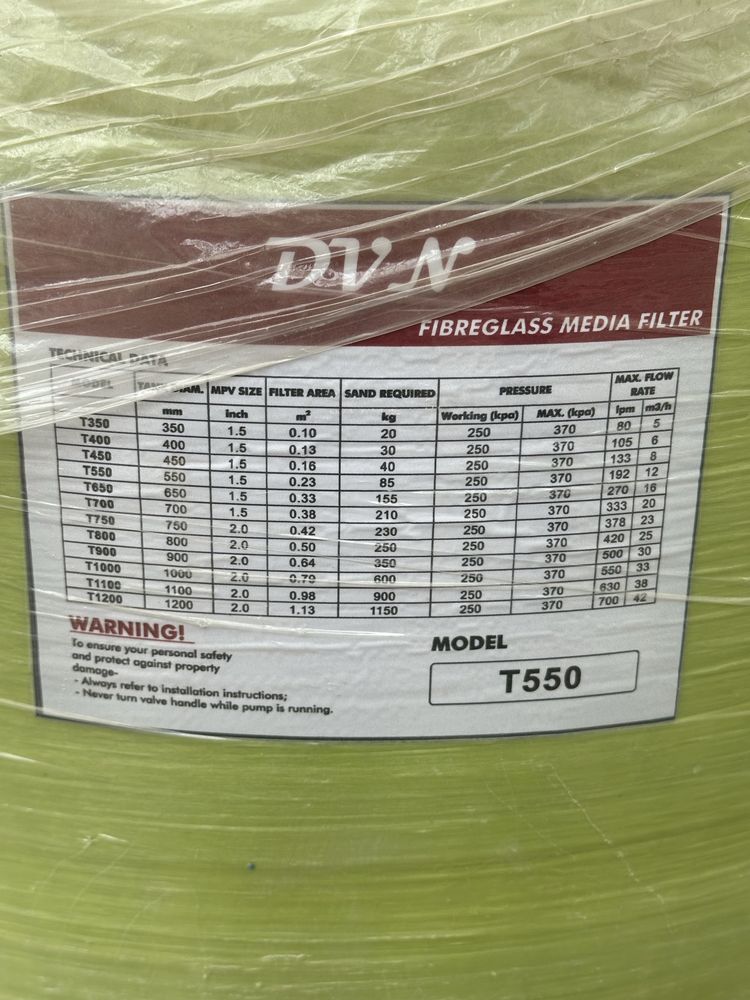 DVN
FIBREGLASS MEDIA FILTER
TECHNICAL DATA
MODEL TANK DIAM. MPV SIZE FILTER AREA SAND REQUIRED PRESSURE MAX. FLOW RATE
mm inch m² kg Working (kpa) MAX. (kpa) lpm m3/h
T350 350 1.5 0.10 20 250 370 80 5
T400 400 1.5 0.13 30 250 370 105 6
T450 450 1.5 0.16 40 250 370 133 8
T550 550 1.5 0.23 85 250 370 192 12
T650 650 1.5 0.33 155 250 370 270 16
T700 700 1.5 0.38 210 250 370 333 20
T750 750 2.0 0.42 230 250 370 378 23
T800 800 2.0 0.50 250 250 370 420 25
T900 900 2.0 0.64 350 250 370 500 30
T1000 1000 2.0 0.79 600 250 370 550 33
T1100 1100 2.0 0.98 900 250 370 630 38
T1200 1200 2.0 1.13 1150 250 370 700 42
WARNING!
To ensure your personal safety
and protect against property
damage-
- Always refer to installation instructions;
- Never turn valve handle while pump is running.
MODEL
T550